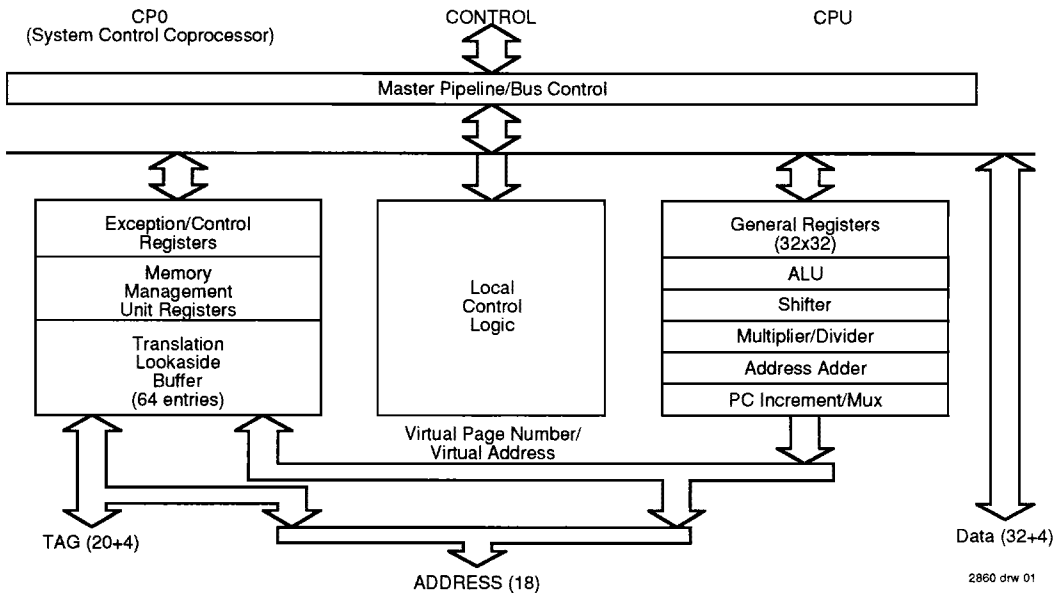 CP0
(System Control Coprocessor)
CONTROL
CPU
Master Pipeline/Bus Control
Exception/Control
Registers
Memory
Management
Unit Registers
Translation
Lookaside
Buffer
(64 entries)
Local
Control
Logic
General Registers
(32x32)
ALU
Shifter
Multiplier/Divider
Address Adder
PC Increment/Mux
Virtual Page Number/
Virtual Address
TAG (20+4)
ADDRESS (18)
Data (32+4)
2860 drw 01